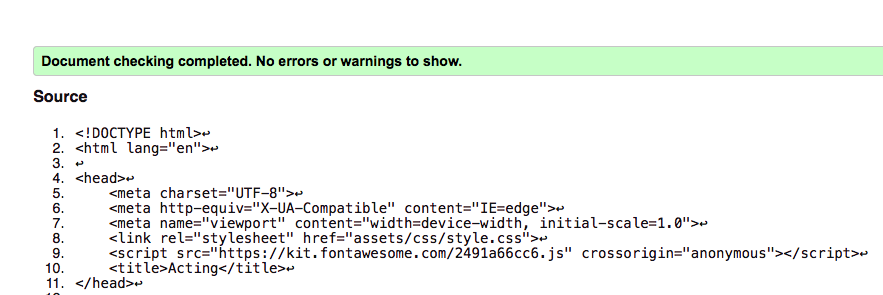 Document checking completed. No errors or warnings to show.
Source
1. <!DOCTYPE html>↩
2. <html lang="en">↩
3. ↩
4. <head>↩
5.     <meta charset="UTF-8">↩
6.     <meta http-equiv="X-UA-Compatible" content="IE=edge">↩
7.     <meta name="viewport" content="width=device-width, initial-scale=1.0">↩
8.     <link rel="stylesheet" href="assets/css/style.css">↩
9.     <script src="https://kit.fontawesome.com/2491a66cc6.js" crossorigin="anonymous"></script>↩
10.     <title>Acting</title>↩
11. </head>↩